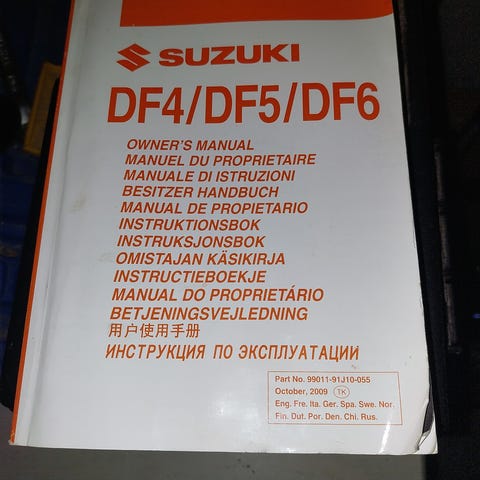 SUZUKI
DF4/DF5/DF6
OWNER'S MANUAL
MANUEL DU PROPRIETAIRE
MANUALE DI ISTRUZIONI
BESITZER HANDBUCH
MANUAL DE PROPIETARIO
INSTRUKTIONSBOK
INSTRUKSJONSBOK
OMISTAJAN KÄSIKIRJA
INSTRUCTIEBOEKJE
MANUAL DO PROPRIETÁRIO
BETJENINGSVEJLEDNING
用户使用手册
ИНСТРУКЦИЯ ПО ЭКСПЛУАТАЦИИ
Part No. 99011-91J10-055
October, 2009 TK
Eng. Fre. Ita. Ger. Spa. Swe. Nor.
Fin. Dut. Por. Den. Chi. Rus.